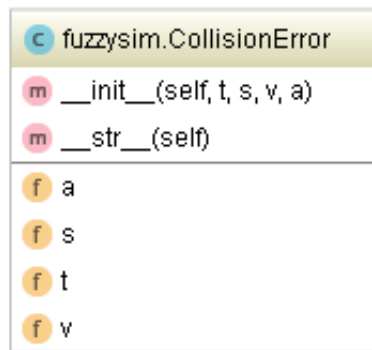 C fuzzysim.CollisionError
m __init__(self, t, s, v, a)
m __str__(self)
f a
f s
f t
f v